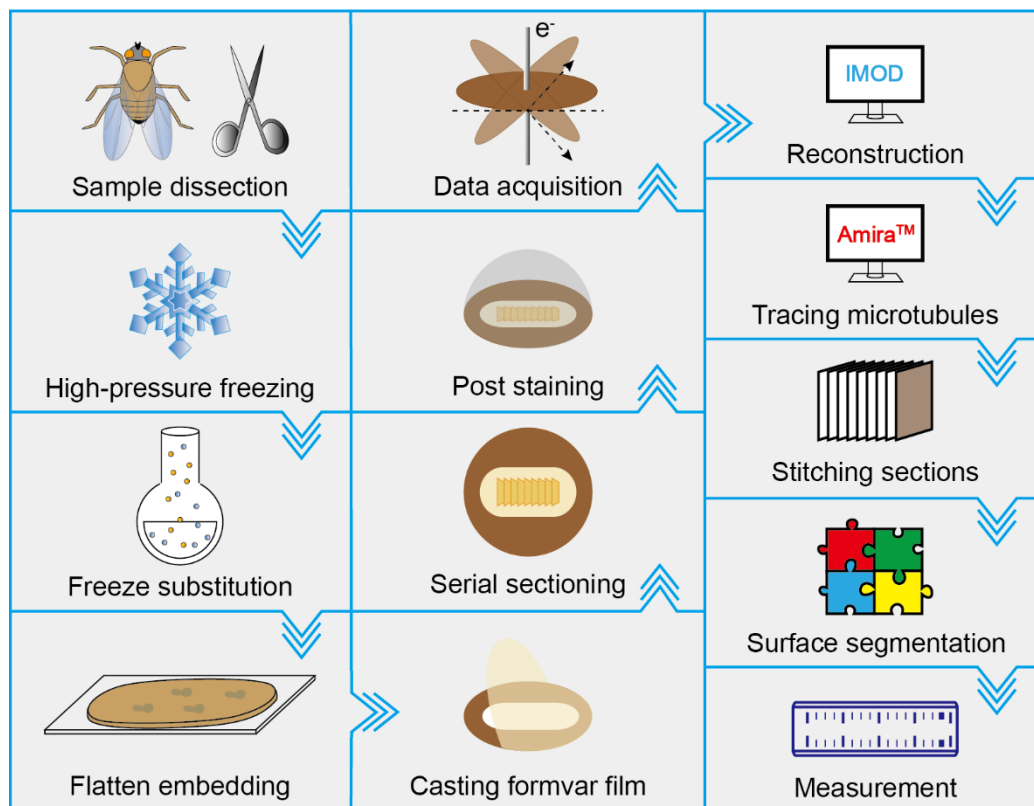 Sample dissection
High-pressure freezing
Freeze substitution
Flatten embedding
Casting formvar film
Serial sectioning
Post staining
e-
Data acquisition
IMOD
Reconstruction
Amira™
Tracing microtubules
Stitching sections
Surface segmentation
Measurement